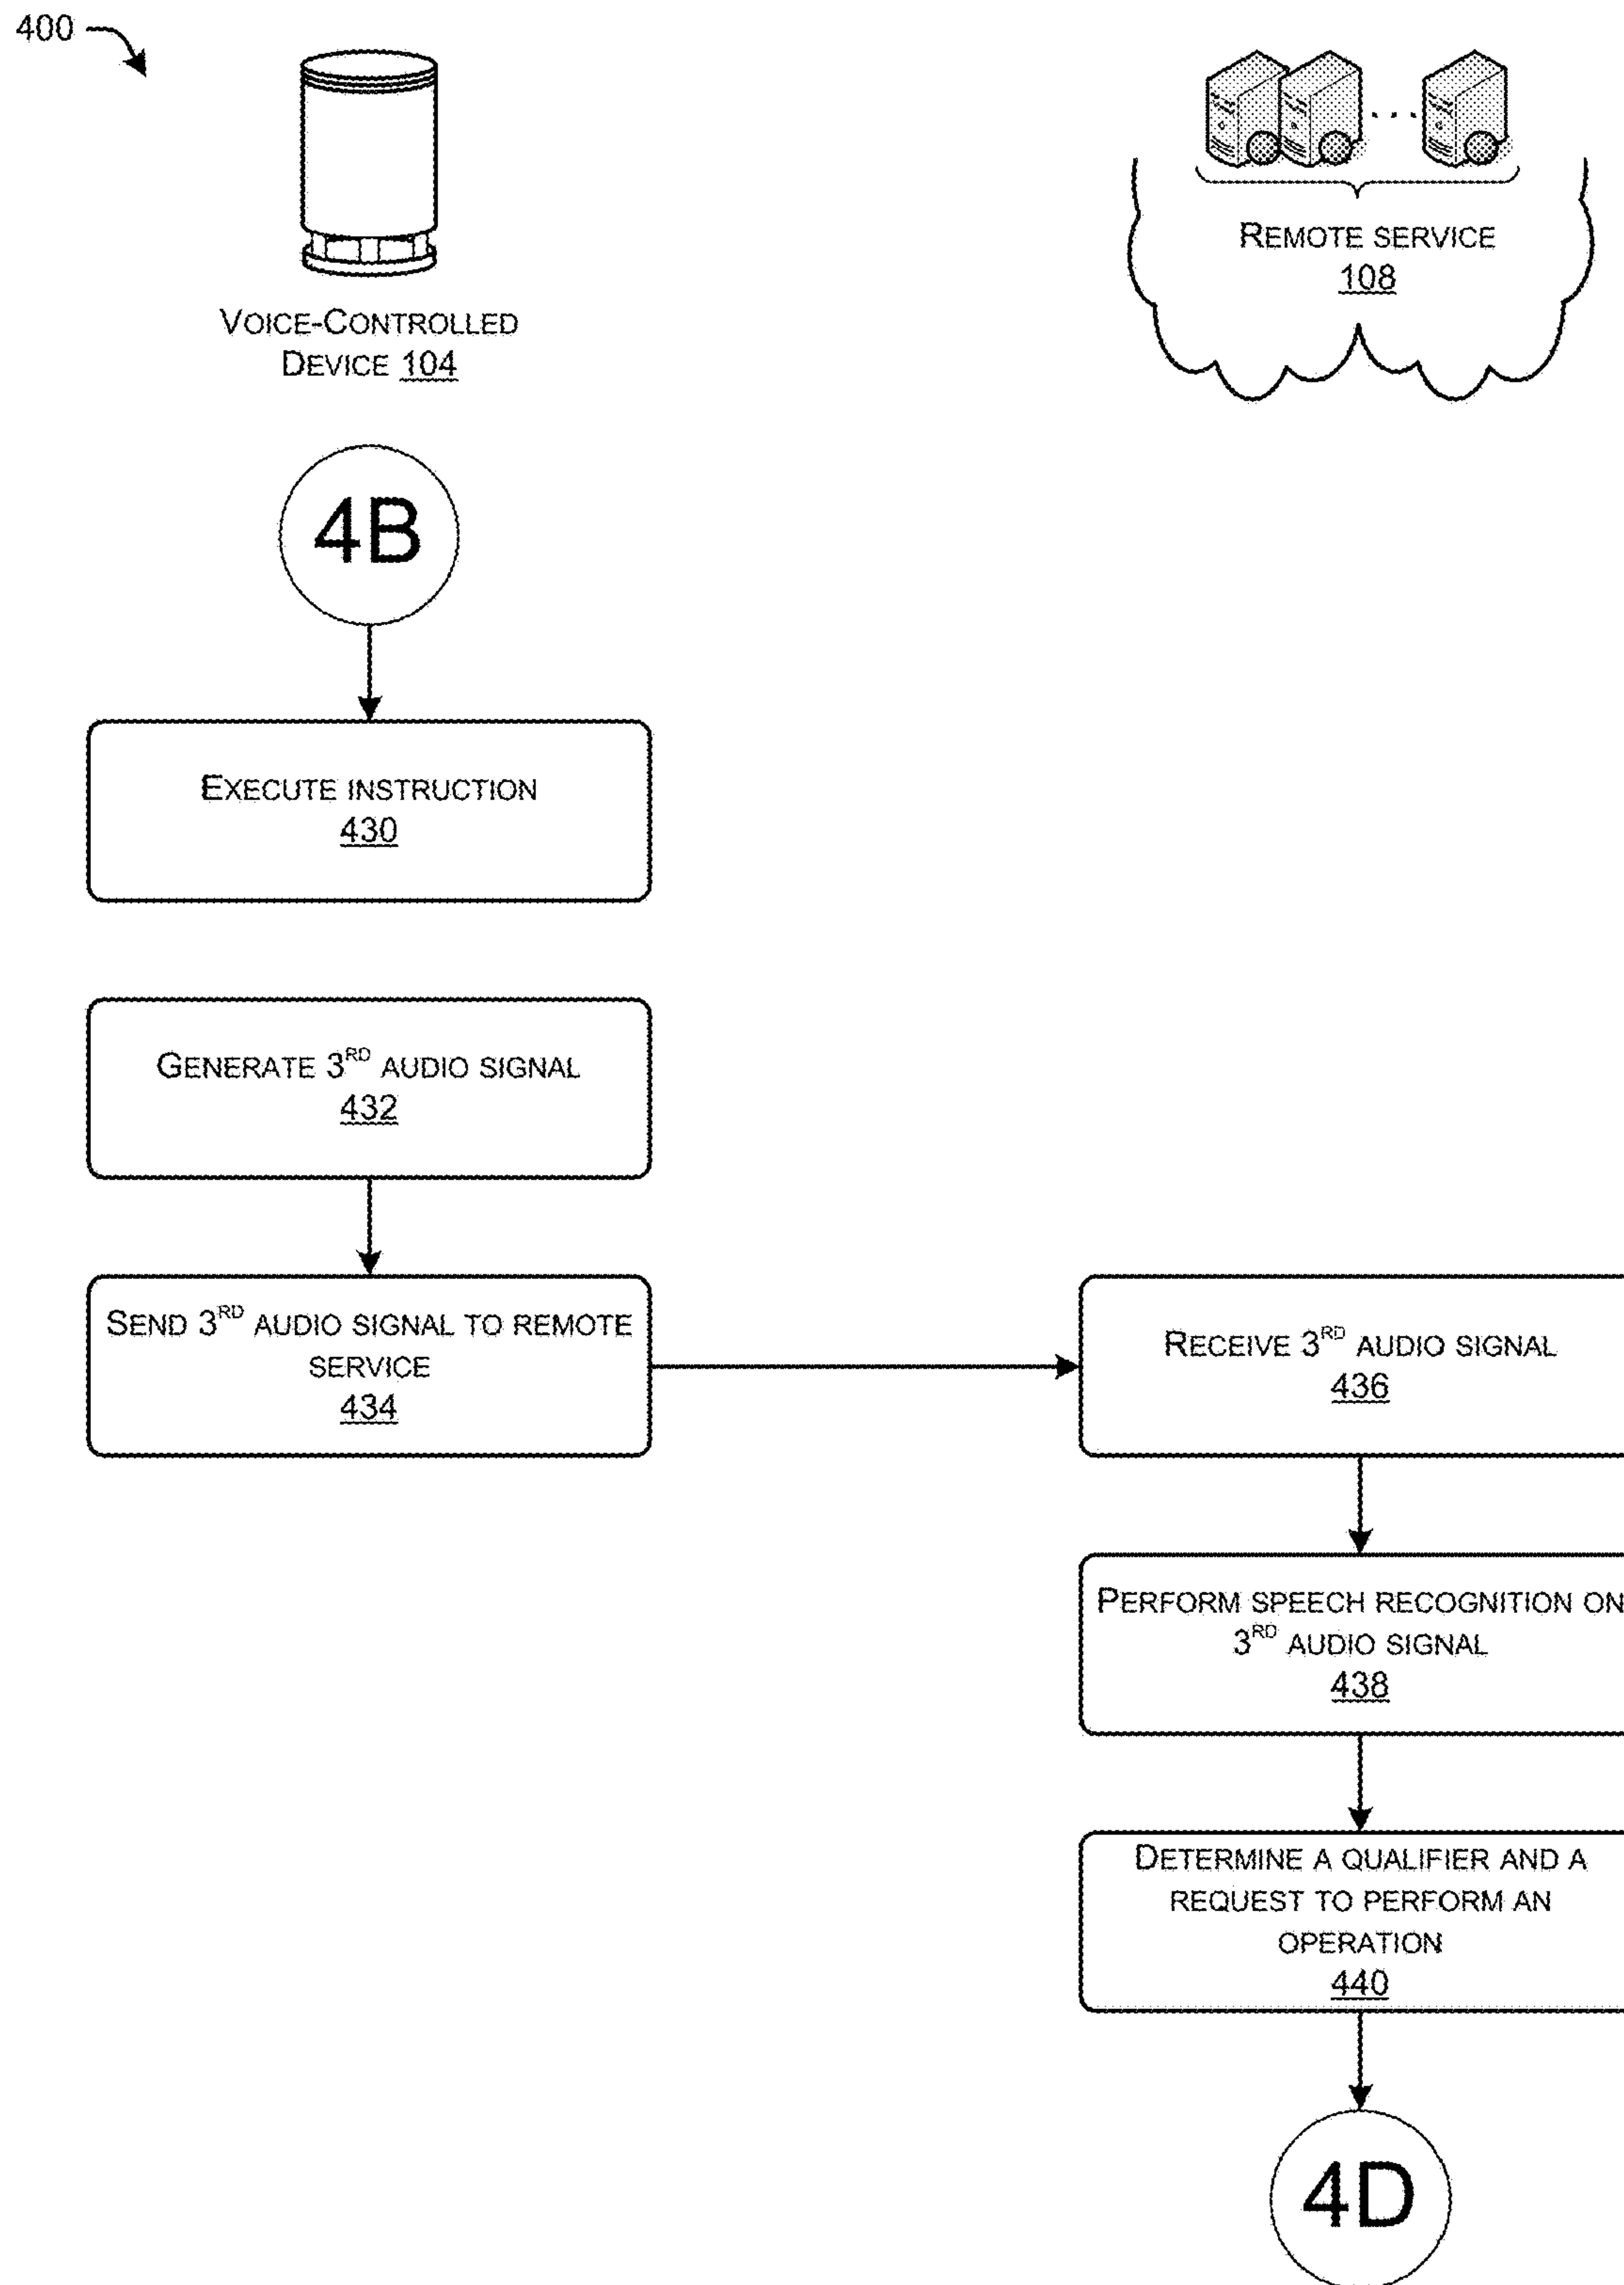 400
REMOTE SERVICE
108
VOICE-CONTROLLED
DEVICE 104
4B
EXECUTE INSTRUCTION
430
GENERATE 3RD AUDIO SIGNAL
432
SEND 3RD AUDIO SIGNAL TO REMOTE
SERVICE
434
RECEIVE 3RD AUDIO SIGNAL
436
PERFORM SPEECH RECOGNITION ON
3RD AUDIO SIGNAL
438
DETERMINE A QUALIFIER AND A
REQUEST TO PERFORM AN
OPERATION
440
4D